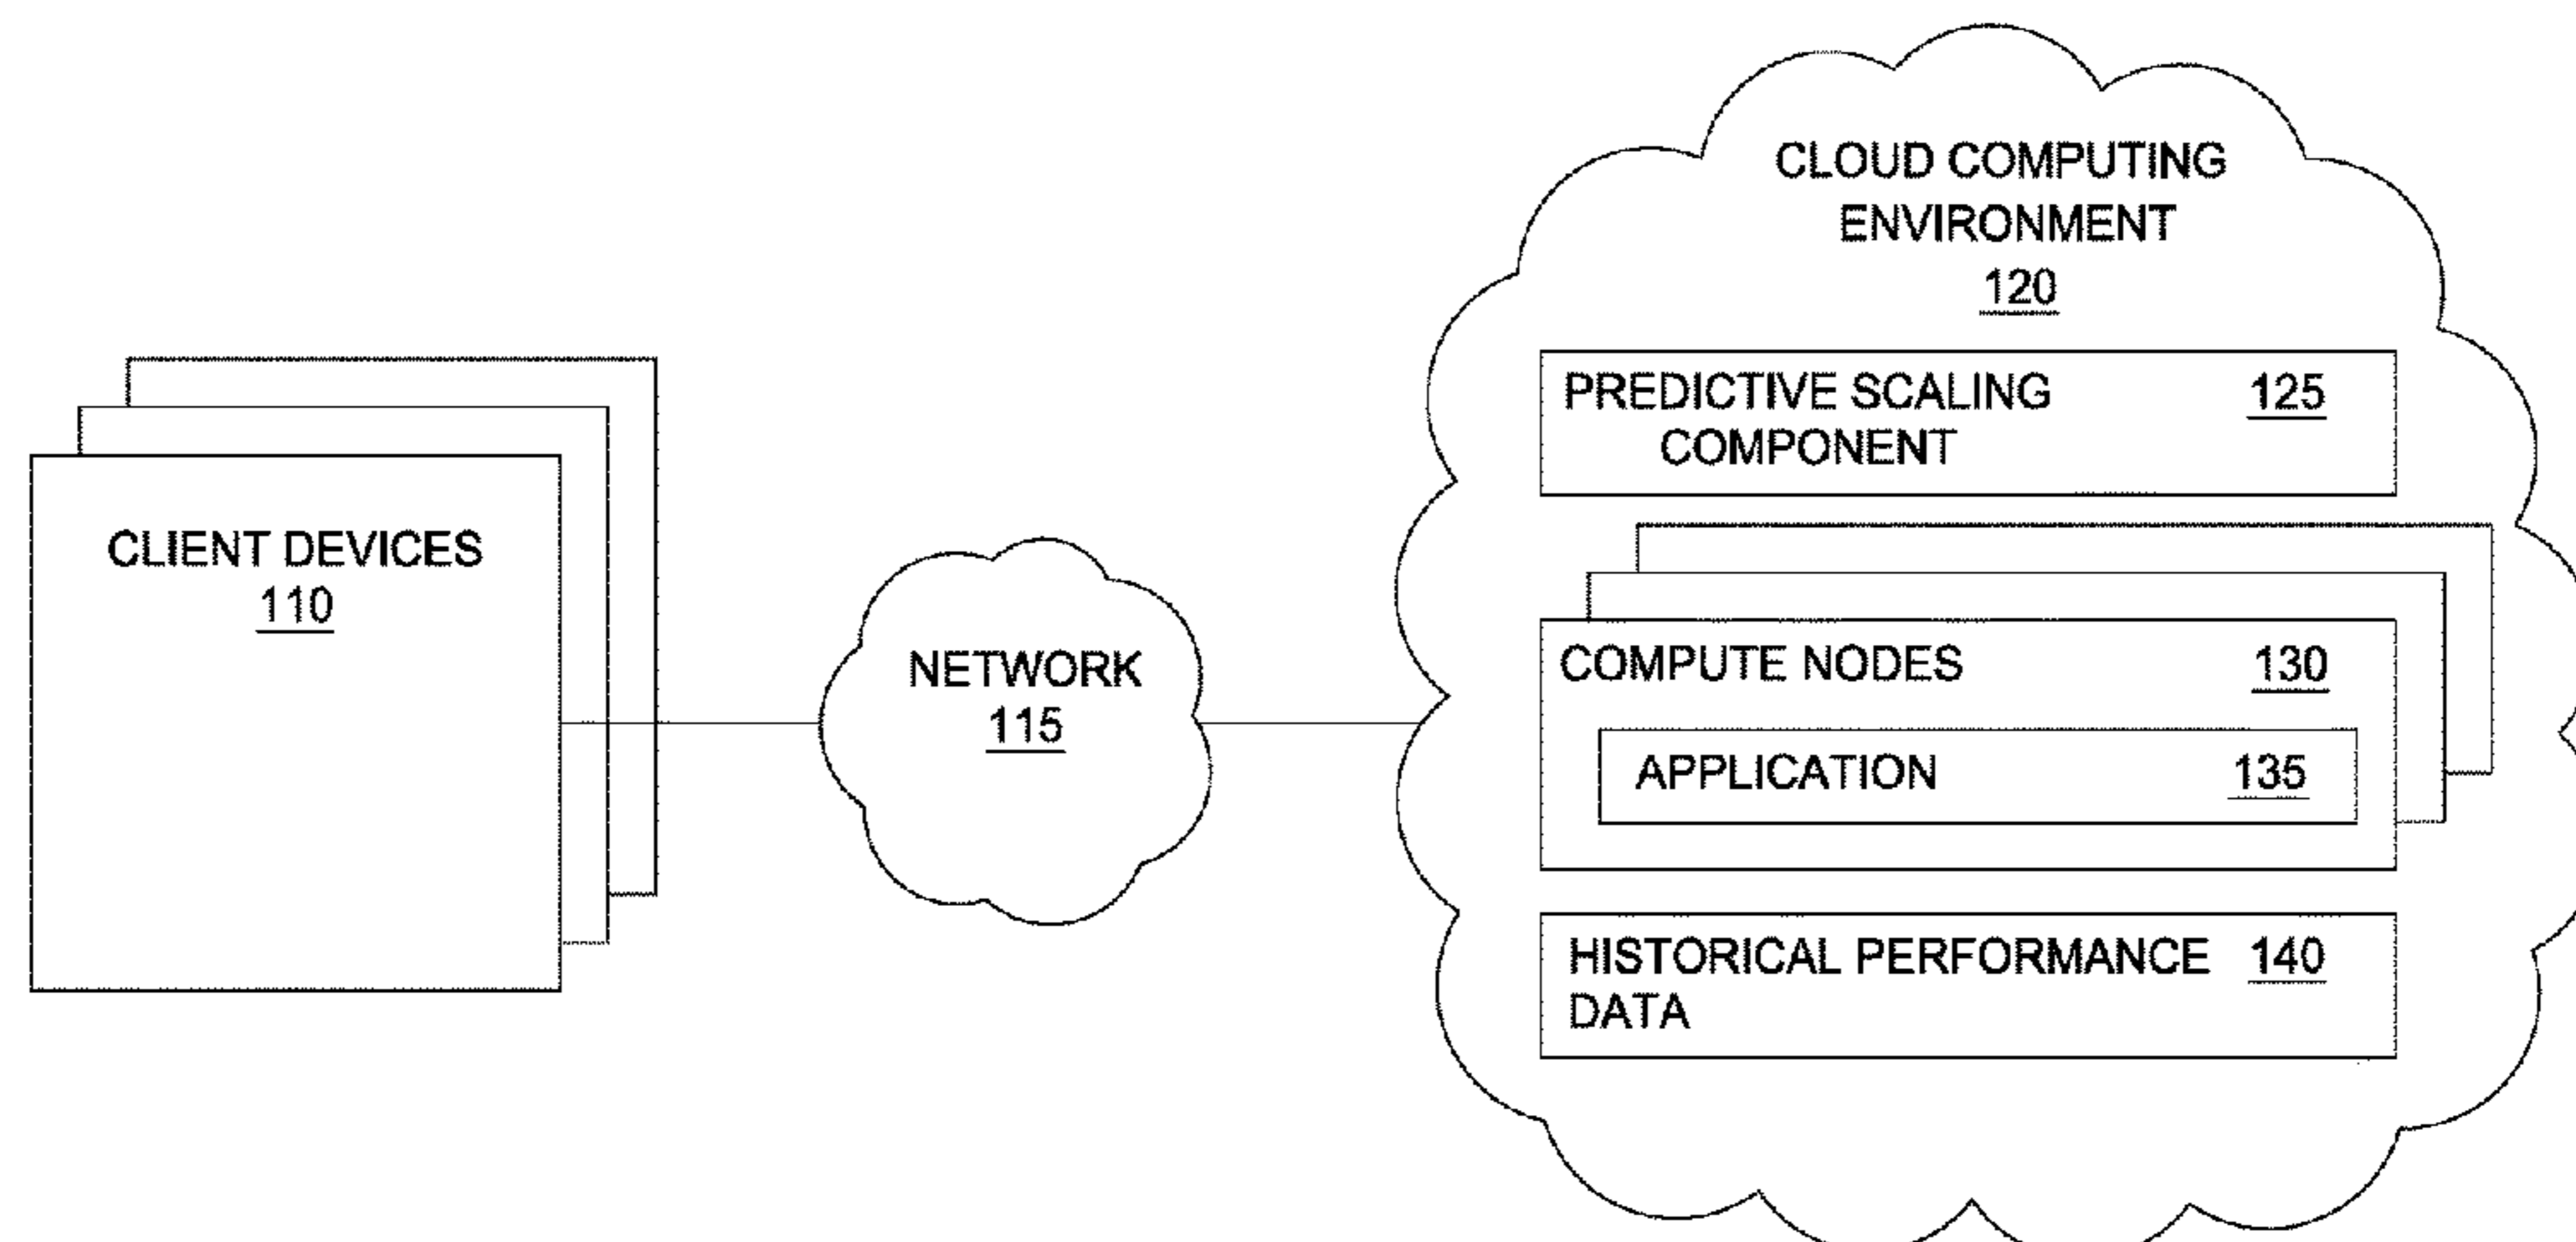 CLOUD COMPUTING
ENVIRONMENT
120
PREDICTIVE SCALING 125
COMPONENT
CLIENT DEVICES
110
NETWORK
115
COMPUTE NODES 130
APPLICATION 135
HISTORICAL PERFORMANCE 140
DATA